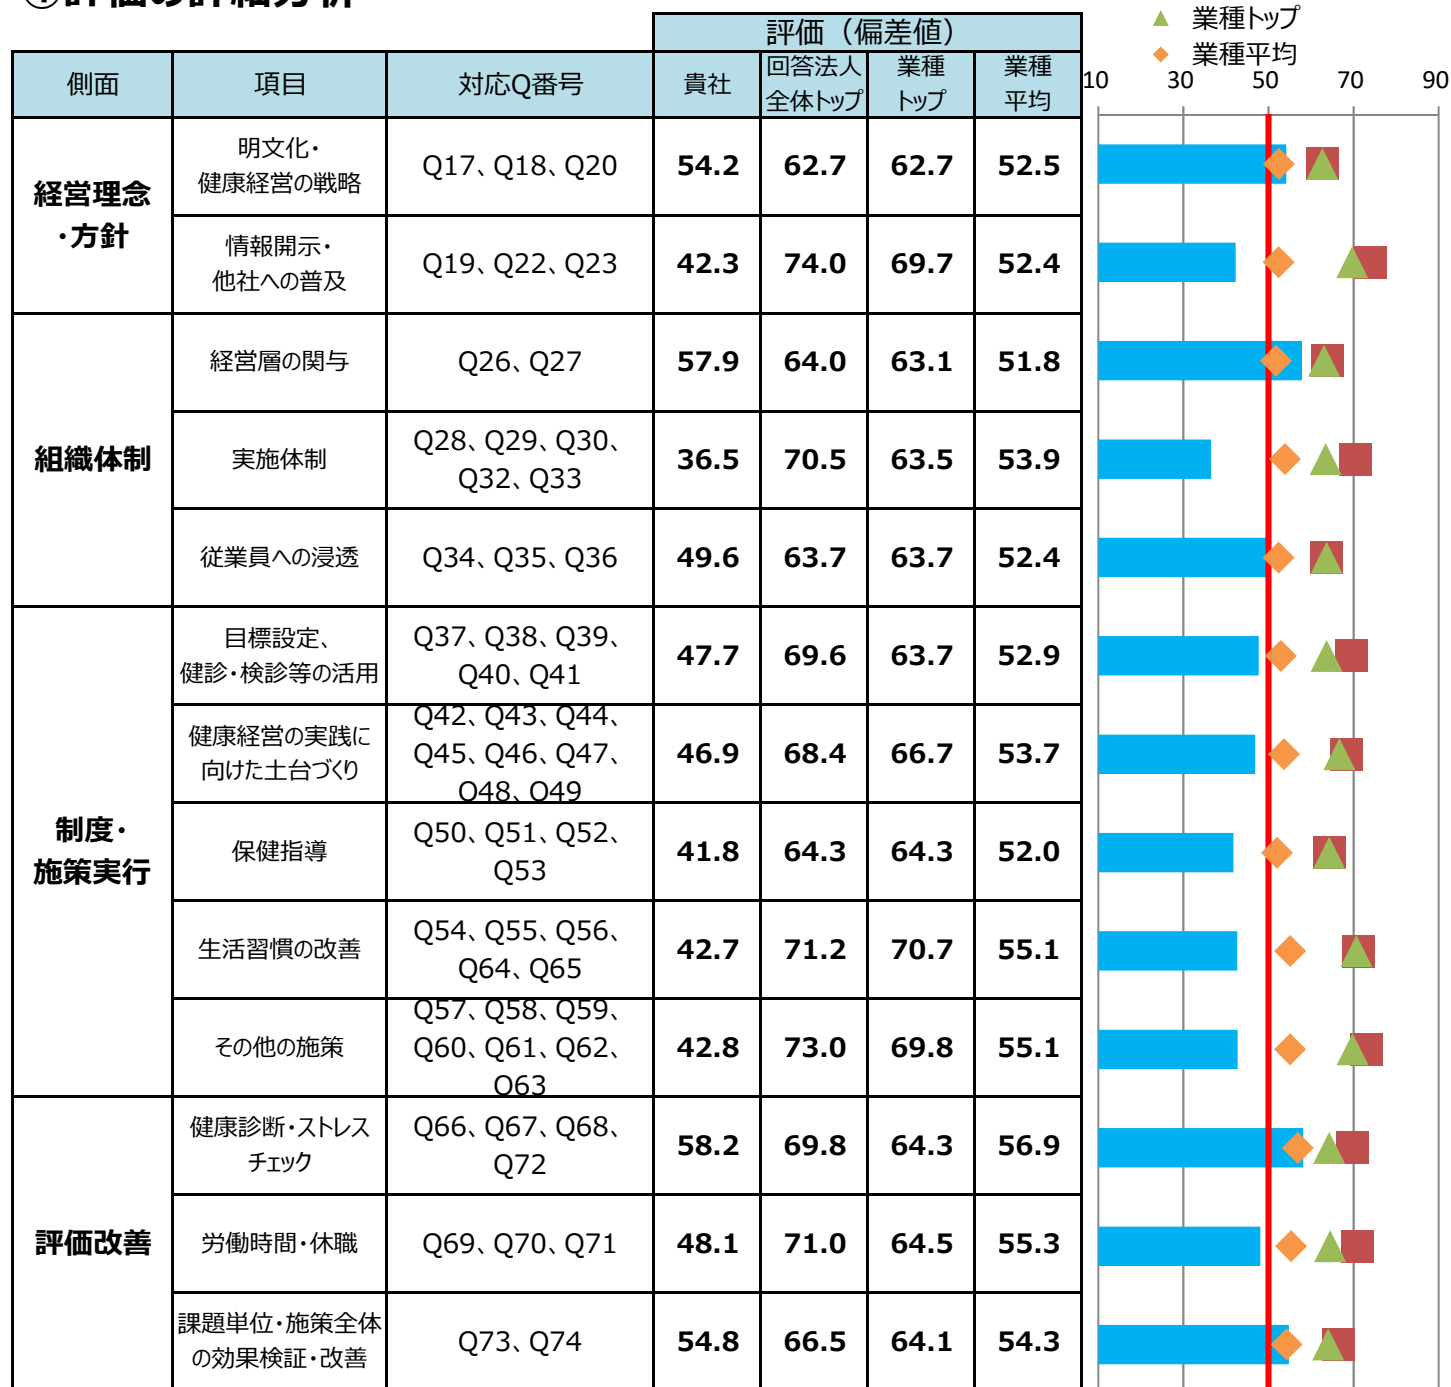 ①評価の詳細分析
▲ 業種トップ
◆ 業種平均
評価（偏差値）
側面 項目 対応Q番号 貴社 回答法人全体トップ 業種トップ 業種平均
10 30 50 70 90
経営理念
・方針
明文化・
健康経営の戦略
Q17、Q18、Q20
54.2 62.7 62.7 52.5
情報開示・
他社への普及
Q19、Q22、Q23
42.3 74.0 69.7 52.4
組織体制
経営層の関与
Q26、Q27
57.9 64.0 63.1 51.8
実施体制
Q28、Q29、Q30、
Q32、Q33
36.5 70.5 63.5 53.9
従業員への浸透
Q34、Q35、Q36
49.6 63.7 63.7 52.4
制度・
施策実行
目標設定、
健診・検診等の活用
Q37、Q38、Q39、
Q40、Q41
47.7 69.6 63.7 52.9
健康経営の実践に
向けた土台づくり
Q42、Q43、Q44、
Q45、Q46、Q47、
Q48、Q49
46.9 68.4 66.7 53.7
保健指導
Q50、Q51、Q52、
Q53
41.8 64.3 64.3 52.0
生活習慣の改善
Q54、Q55、Q56、
Q64、Q65
42.7 71.2 70.7 55.1
その他の施策
Q57、Q58、Q59、
Q60、Q61、Q62、
Q63
42.8 73.0 69.8 55.1
評価改善
健康診断・ストレス
チェック
Q66、Q67、Q68、
Q72
58.2 69.8 64.3 56.9
労働時間・休職
Q69、Q70、Q71
48.1 71.0 64.5 55.3
課題単位・施策全体
の効果検証・改善
Q73、Q74
54.8 66.5 64.1 54.3